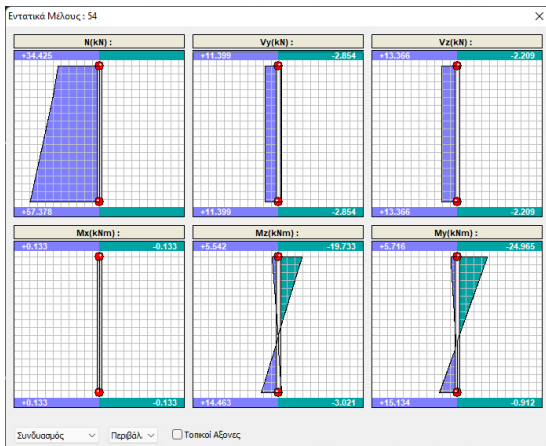 Εντατικά Μέλους : 54
N(kN) : Vy(kN) : Vz(kN) :
+34.425 +11.399 -2.854 +13.366 -2.209
+57.378 +11.399 -2.854 +13.366 -2.209
Mx(kNm) : Mz(kNm) : My(kNm) :
+0.133 -0.133 +5.542 -19.733 +5.716 -24.965
+0.133 -0.133 +14.463 -3.021 +15.134 -0.912
Συνδυασμός Περιβάλ. Τοπικοί Αξονες